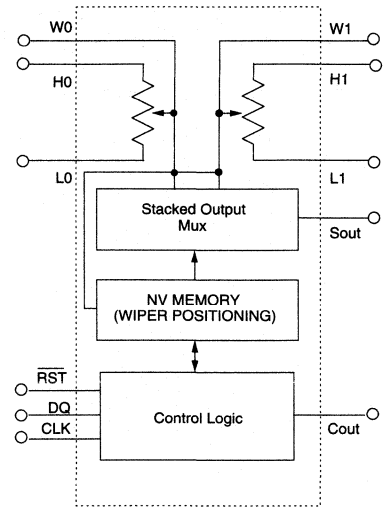 W0
W1
H0
H1
L0
L1
Stacked Output
Mux
Sout
NV MEMORY
(WIPER POSITIONING)
RST
DQ
CLK
Control Logic
Cout